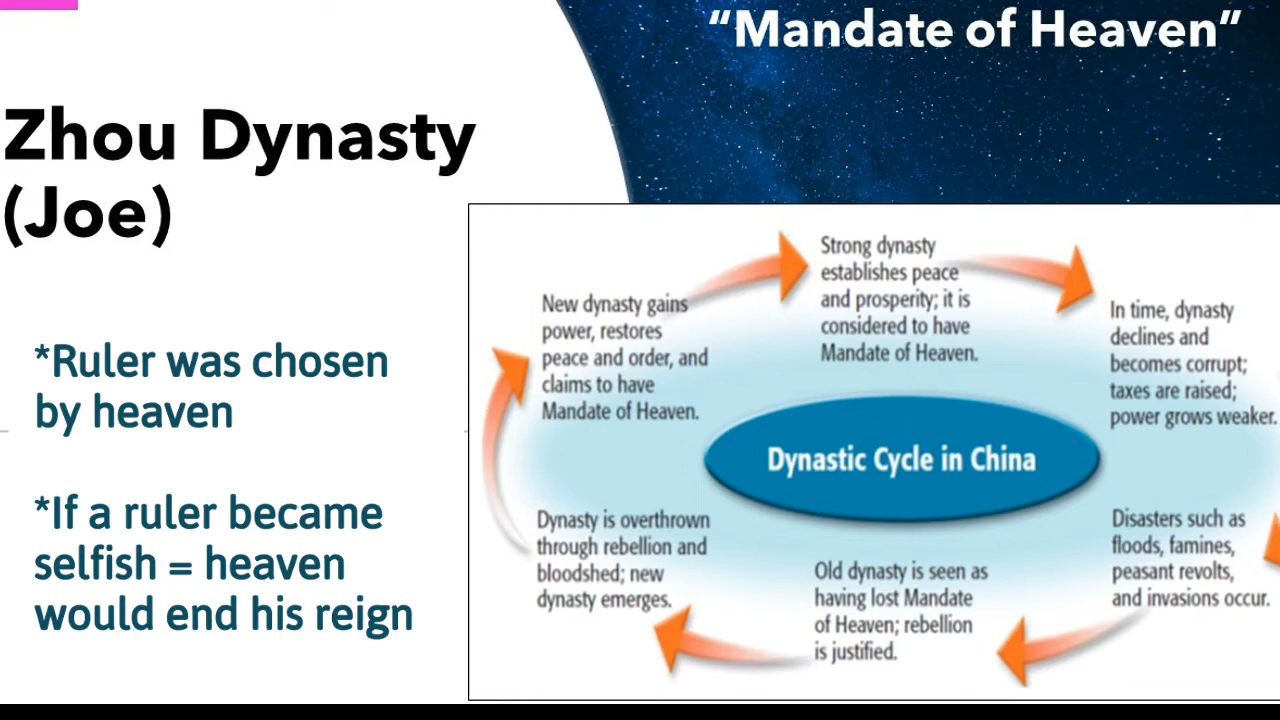 “Mandate of Heaven”
Zhou Dynasty
(Joe)
*Ruler was chosen
by heaven
*If a ruler became
selfish = heaven
would end his reign
New dynasty gains
power, restores
peace and order, and
claims to have
Mandate of Heaven.
Strong dynasty
establishes peace
and prosperity; it is
considered to have
Mandate of Heaven.
In time, dynasty
declines and
becomes corrupt;
taxes are raised;
power grows weaker.
Dynastic Cycle in China
Disasters such as
floods, famines,
peasant revolts,
and invasions occur.
Old dynasty is seen as
having lost Mandate
of Heaven; rebellion
is justified.
Dynasty is overthrown
through rebellion and
bloodshed; new
dynasty emerges.